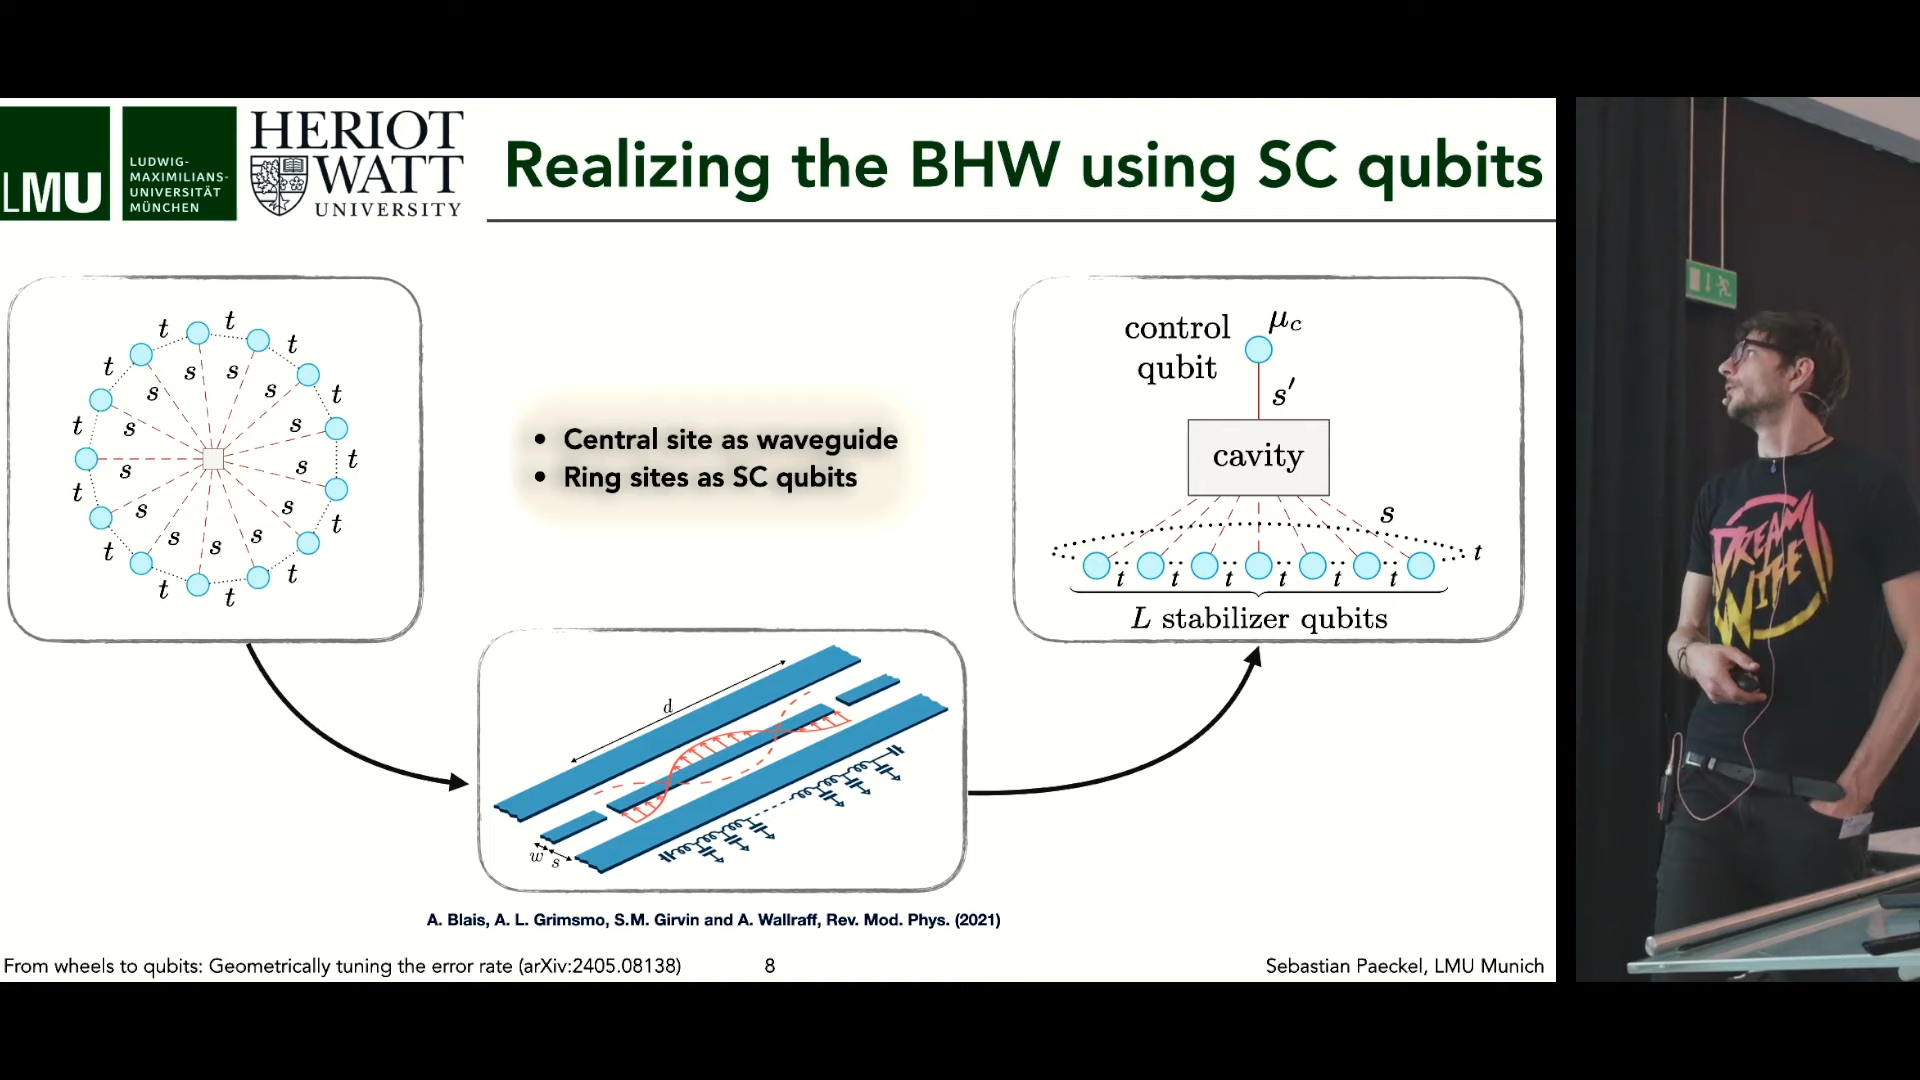 LMU
LUDWIG-
MAXIMILIANS-
UNIVERSITÄT
MÜNCHEN
HERIOT
WATT
UNIVERSITY
Realizing the BHW using SC qubits
t t t t t t t t t t t t t
s s s s s s s s s s s s s
• Central site as waveguide
• Ring sites as SC qubits
control
qubit
μc
s′
cavity
s
t
t t t t t t
L stabilizer qubits
d
w s
A. Blais, A. L. Grimsmo, S.M. Girvin and A. Wallraff, Rev. Mod. Phys. (2021)
From wheels to qubits: Geometrically tuning the error rate (arXiv:2405.08138)
8
Sebastian Paeckel, LMU Munich
DREAM
WIFE